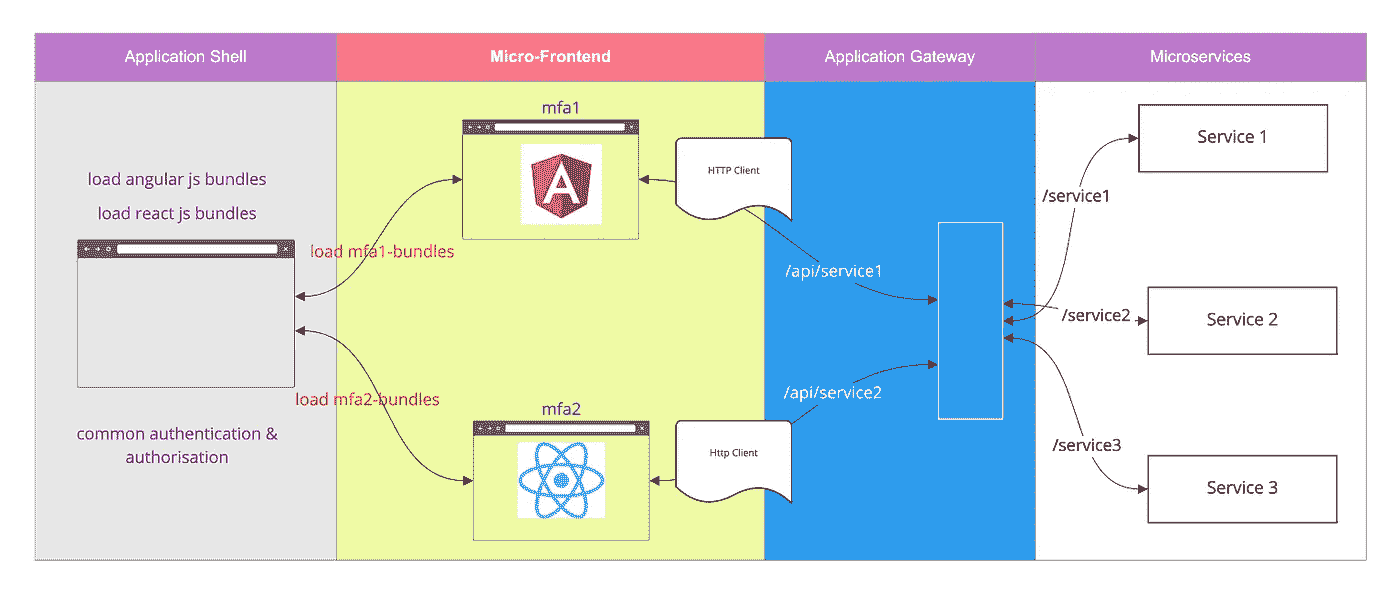 Application Shell
Micro-Frontend
Application Gateway
Microservices
load angular js bundles
load react js bundles
common authentication &
authorisation
load mfa1-bundles
load mfa2-bundles
mfa1
A
HTTP Client
mfa2
Http Client
/api/service1
/api/service2
/service1
/service2
/service3
Service 1
Service 2
Service 3